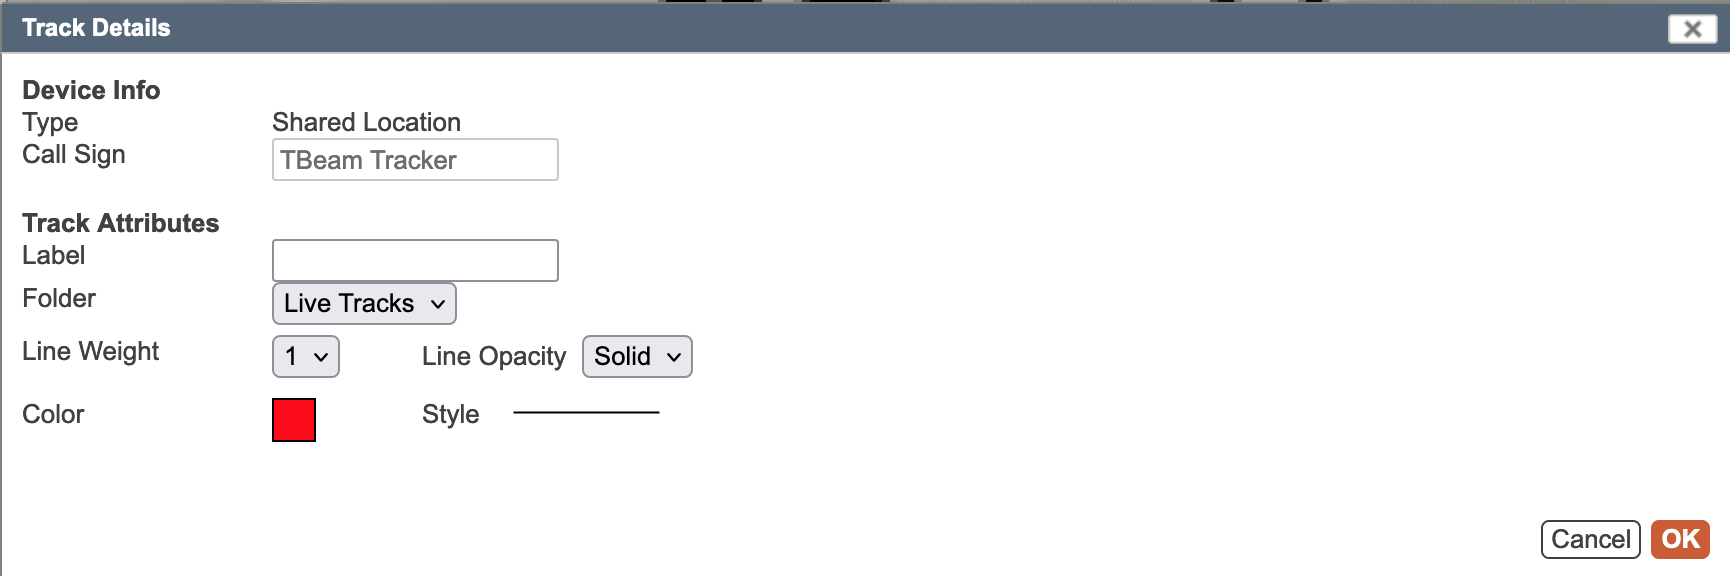 Track Details
Device Info
Type Shared Location
Call Sign TBeam Tracker
Track Attributes
Label
Folder Live Tracks
Line Weight 1 Line Opacity Solid
Color Style
Cancel OK